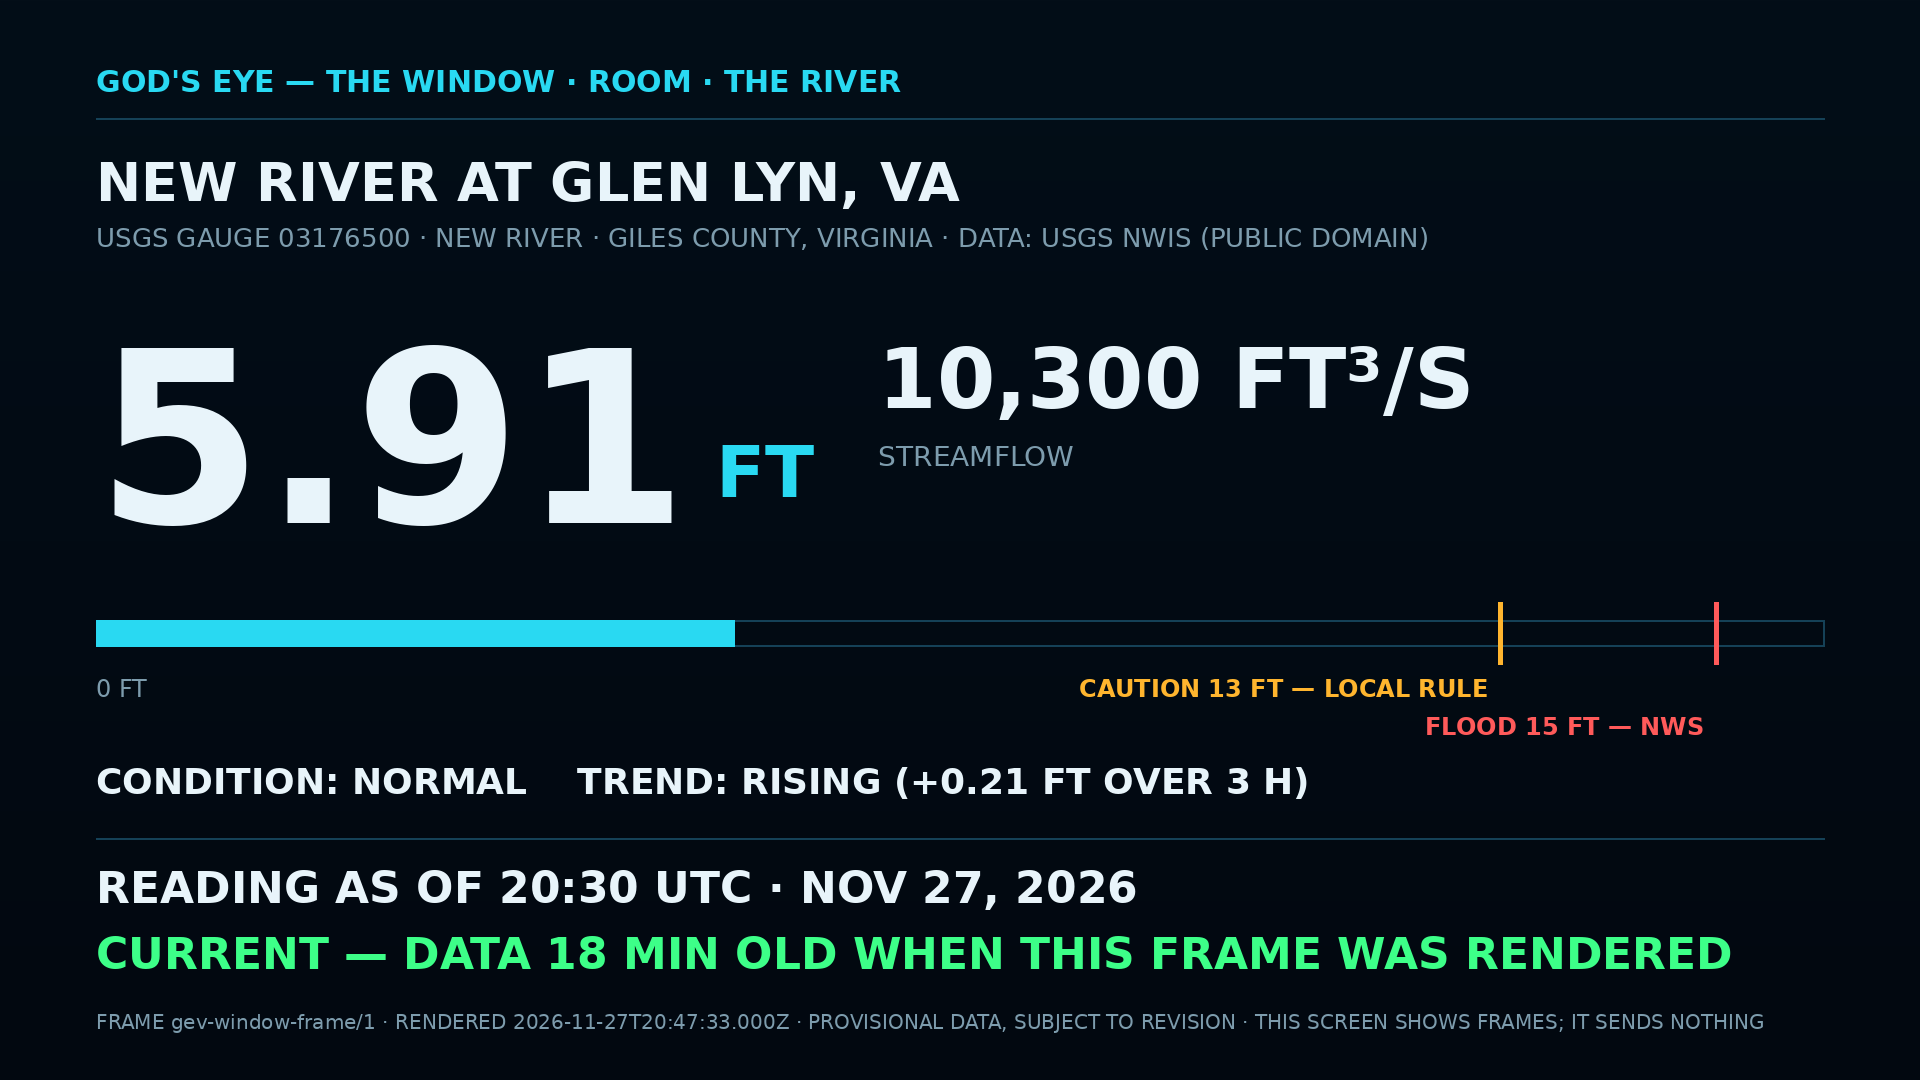 GOD'S EYE — THE WINDOW · ROOM · THE RIVER
NEW RIVER AT GLEN LYN, VA
USGS GAUGE 03176500 · NEW RIVER · GILES COUNTY, VIRGINIA · DATA: USGS NWIS (PUBLIC DOMAIN)
5.91 FT
10,300 FT³/S
STREAMFLOW
0 FT
CAUTION 13 FT — LOCAL RULE
FLOOD 15 FT — NWS
CONDITION: NORMAL TREND: RISING (+0.21 FT OVER 3 H)
READING AS OF 20:30 UTC · NOV 27, 2026
CURRENT — DATA 18 MIN OLD WHEN THIS FRAME WAS RENDERED
FRAME gev-window-frame/1 · RENDERED 2026-11-27T20:47:33.000Z · PROVISIONAL DATA, SUBJECT TO REVISION · THIS SCREEN SHOWS FRAMES; IT SENDS NOTHING